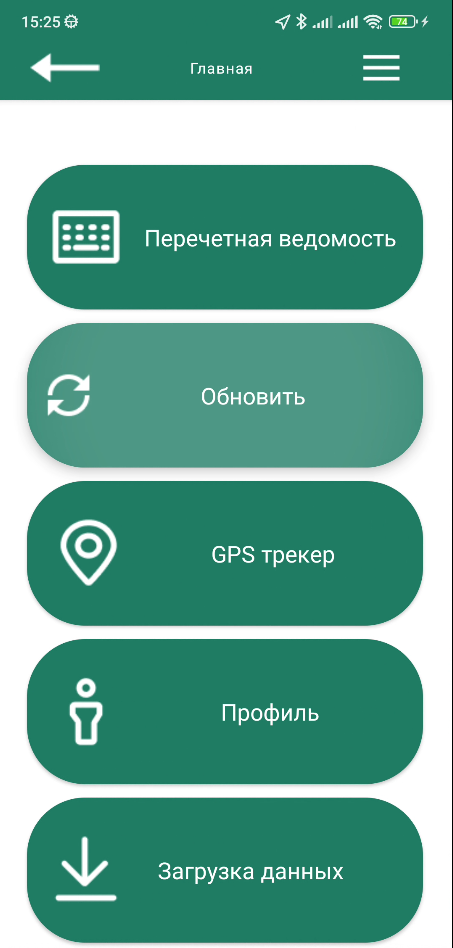 15:25
74
Главная
Перечетная ведомость
Обновить
GPS трекер
Профиль
Загрузка данных